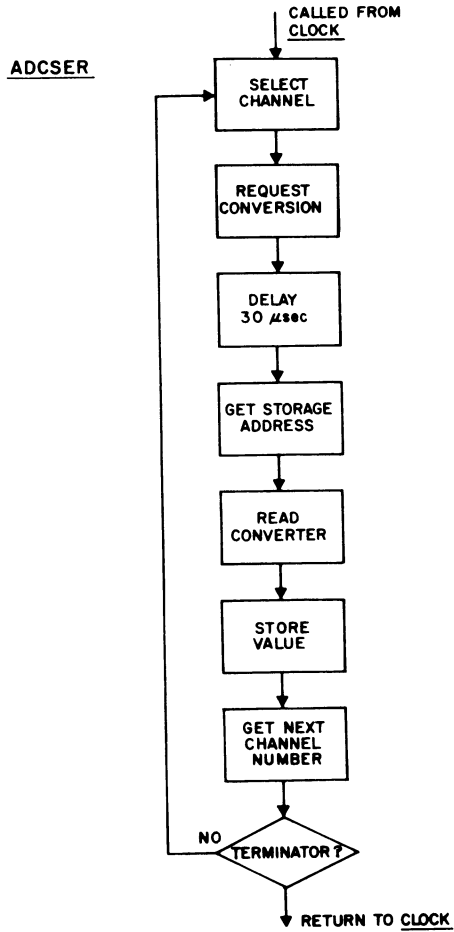 CALLED FROM
CLOCK
ADCSER
SELECT
CHANNEL
REQUEST
CONVERSION
DELAY
30 µsec
GET STORAGE
ADDRESS
READ
CONVERTER
STORE
VALUE
GET NEXT
CHANNEL
NUMBER
NO
TERMINATOR?
RETURN TO CLOCK